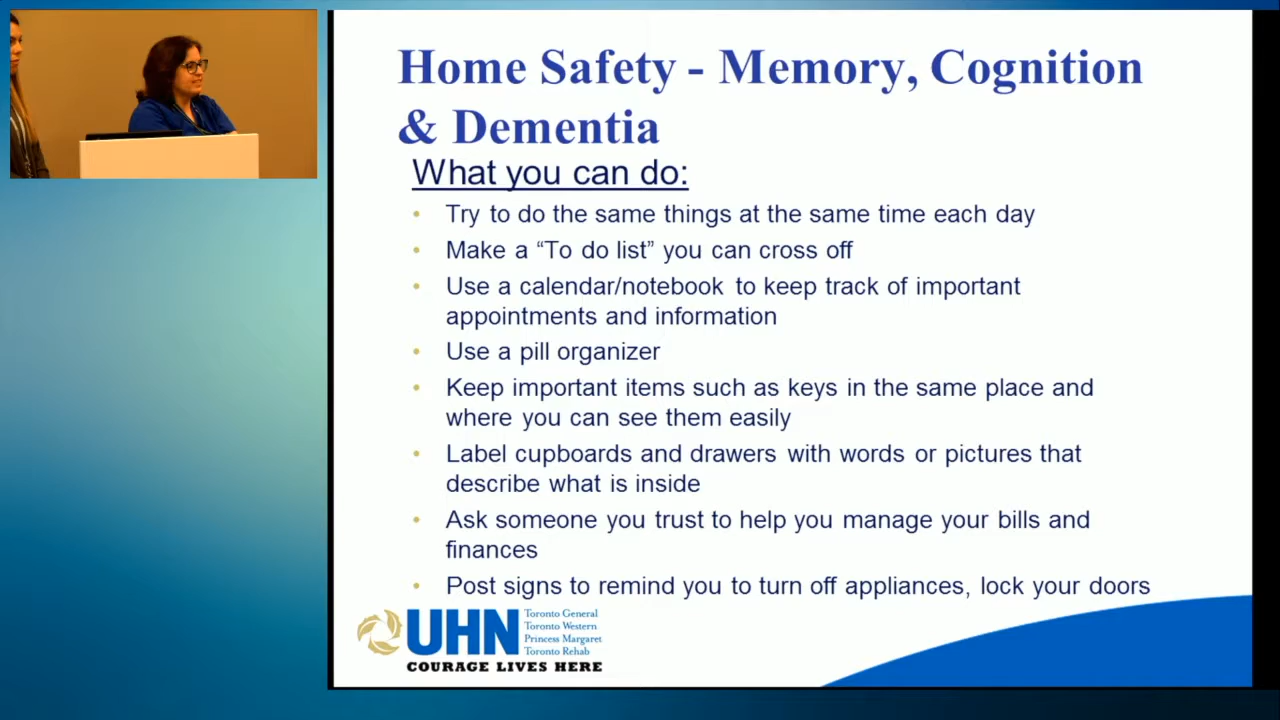 Home Safety - Memory, Cognition
& Dementia
What you can do:
• Try to do the same things at the same time each day
• Make a “To do list” you can cross off
• Use a calendar/notebook to keep track of important
appointments and information
• Use a pill organizer
• Keep important items such as keys in the same place and
where you can see them easily
• Label cupboards and drawers with words or pictures that
describe what is inside
• Ask someone you trust to help you manage your bills and
finances
• Post signs to remind you to turn off appliances, lock your doors
UHN
Toronto General
Toronto Western
Princess Margaret
Toronto Rehab
COURAGE LIVES HERE